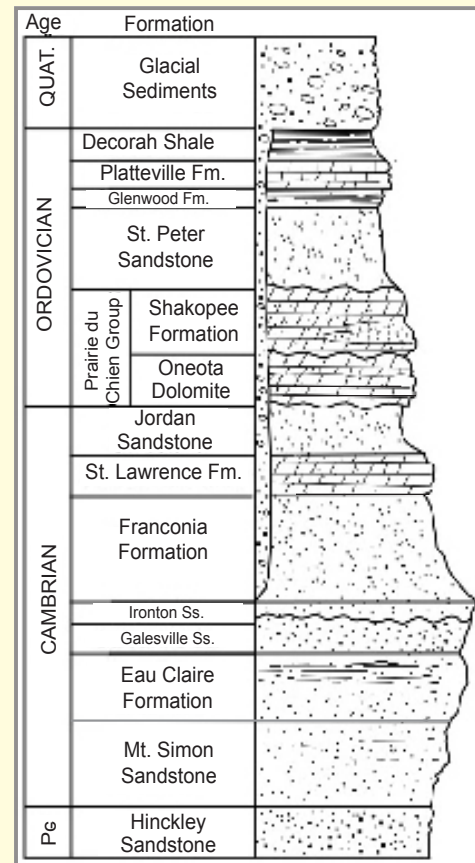 Age Formation
QUAT.
Glacial
Sediments
ORDOVICIAN
Decorah Shale
Platteville Fm.
Glenwood Fm.
St. Peter
Sandstone
Prairie du
Chien Group
Shakopee
Formation
Oneota
Dolomite
CAMBRIAN
Jordan
Sandstone
St. Lawrence Fm.
Franconia
Formation
Ironton Ss.
Galesville Ss.
Eau Claire
Formation
Mt. Simon
Sandstone
P𝈟
Hinckley
Sandstone